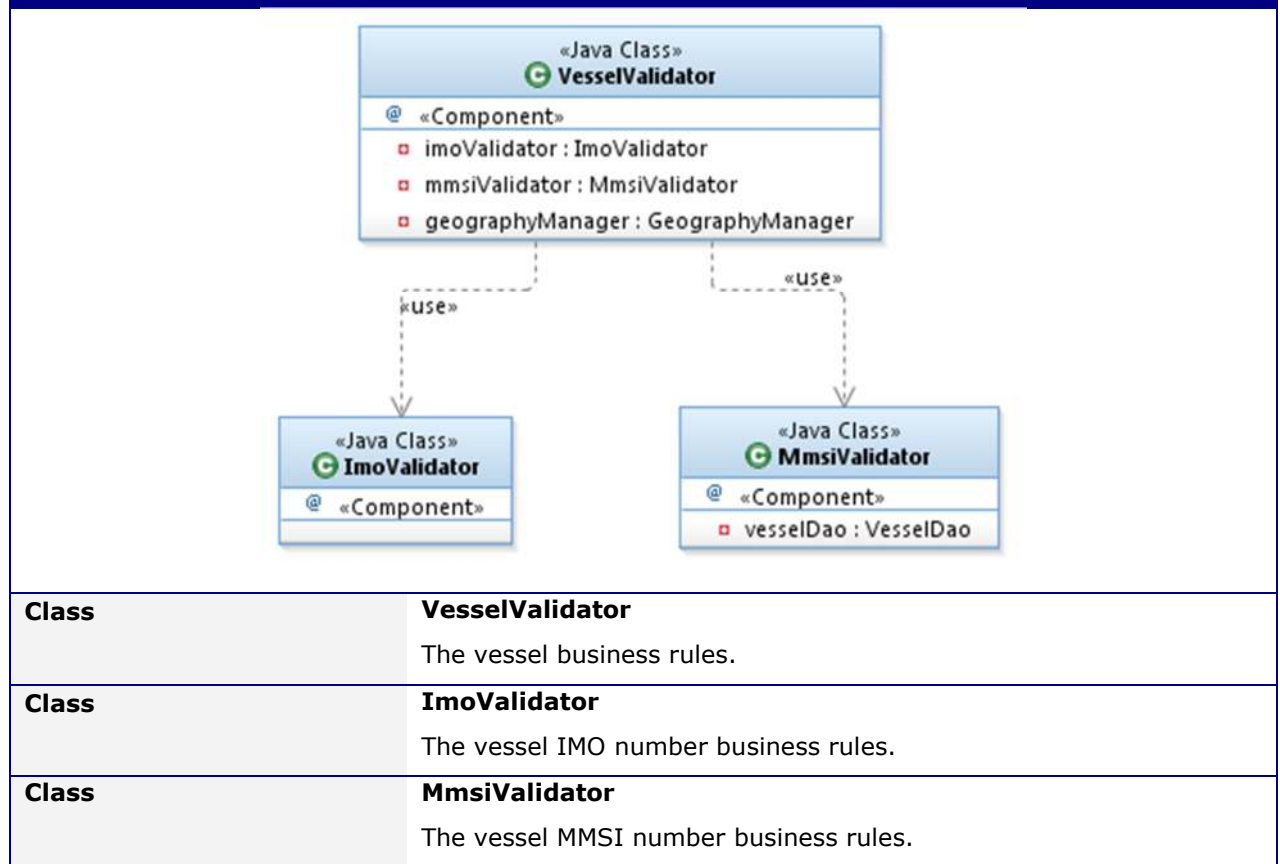 «Java Class»
VesselValidator
@ «Component»
imoValidator : ImoValidator
mmsiValidator : MmsiValidator
geographyManager : GeographyManager
«use»
«use»
«Java Class»
ImoValidator
@ «Component»
«Java Class»
MmsiValidator
@ «Component»
vesselDao : VesselDao
Class VesselValidator
The vessel business rules.
Class ImoValidator
The vessel IMO number business rules.
Class MmsiValidator
The vessel MMSI number business rules.